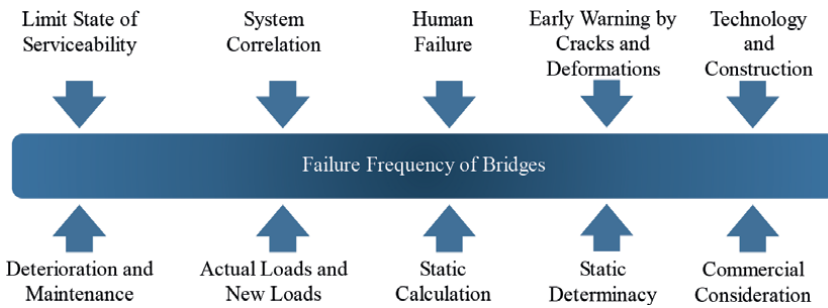 Limit State of
Serviceability
System
Correlation
Human
Failure
Early Warning by
Cracks and
Deformations
Technology
and
Construction
Failure Frequency of Bridges
Deterioration and
Maintenance
Actual Loads and
New Loads
Static
Calculation
Static
Determinacy
Commercial
Consideration